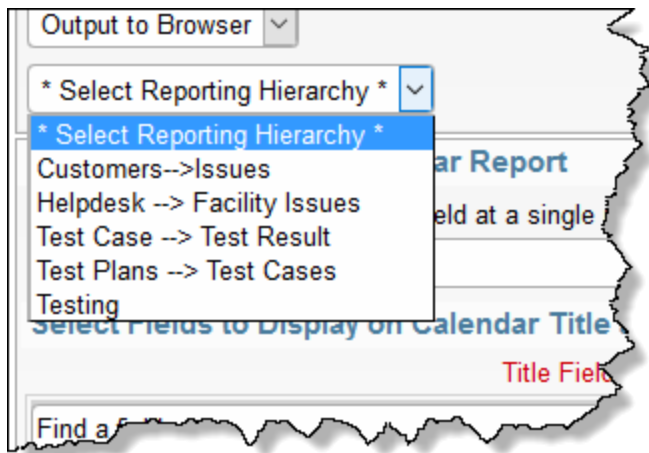 Output to Browser
* Select Reporting Hierarchy *
* Select Reporting Hierarchy *
Customers-->Issues
ar Report
Helpdesk --> Facility Issues
eld at a single
Test Case --> Test Result
Test Plans --> Test Cases
Testing
Select Fields to Display on Calendar Title
Title Field
Find a